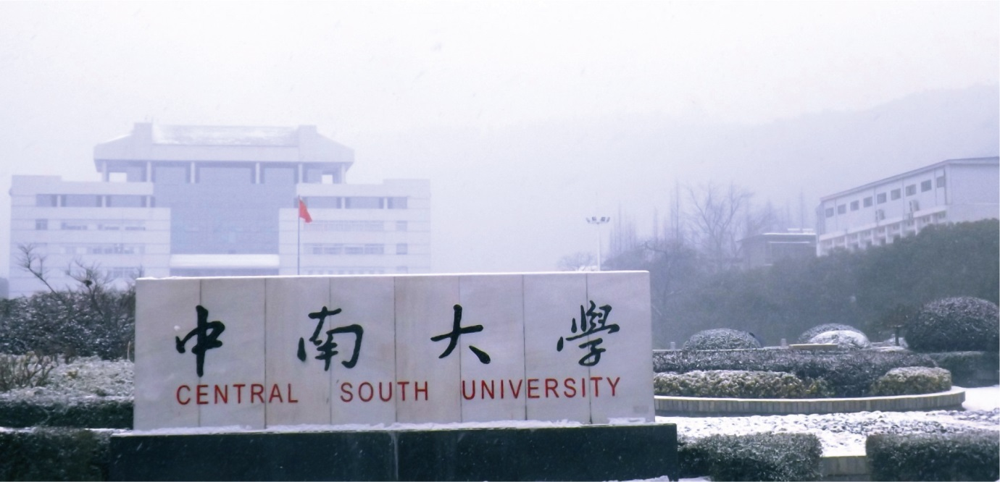 中南大學
CENTRAL SOUTH UNIVERSITY